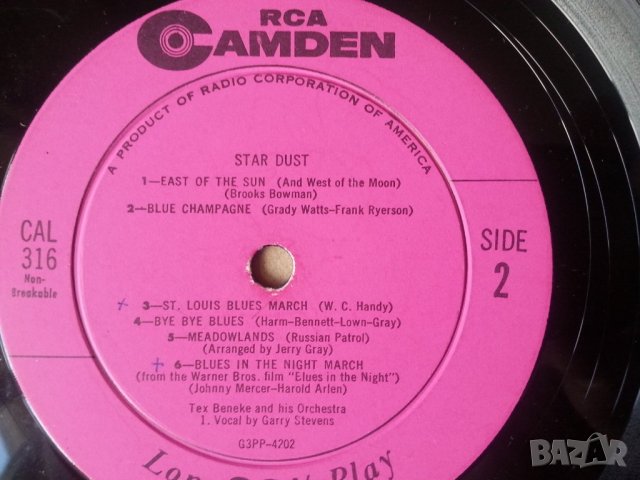 RCA
CAMDEN
A PRODUCT OF RADIO CORPORATION OF AMERICA
STAR DUST
1—EAST OF THE SUN (And West of the Moon)
(Brooks Bowman)
2—BLUE CHAMPAGNE (Grady Watts–Frank Ryerson)
CAL
316
Non-
Breakable
SIDE
2
+ 3—ST. LOUIS BLUES MARCH (W. C. Handy)
4—BYE BYE BLUES (Harm–Bennett–Lown–Gray)
5—MEADOWLANDS (Russian Patrol)
(Arranged by Jerry Gray)
+ 6—BLUES IN THE NIGHT MARCH
(from the Warner Bros. film "Elues in the Night")
(Johnny Mercer–Harold Arlen)
Tex Beneke and his Orchestra
1. Vocal by Garry Stevens
G3PP-4202
Play
BAZAR